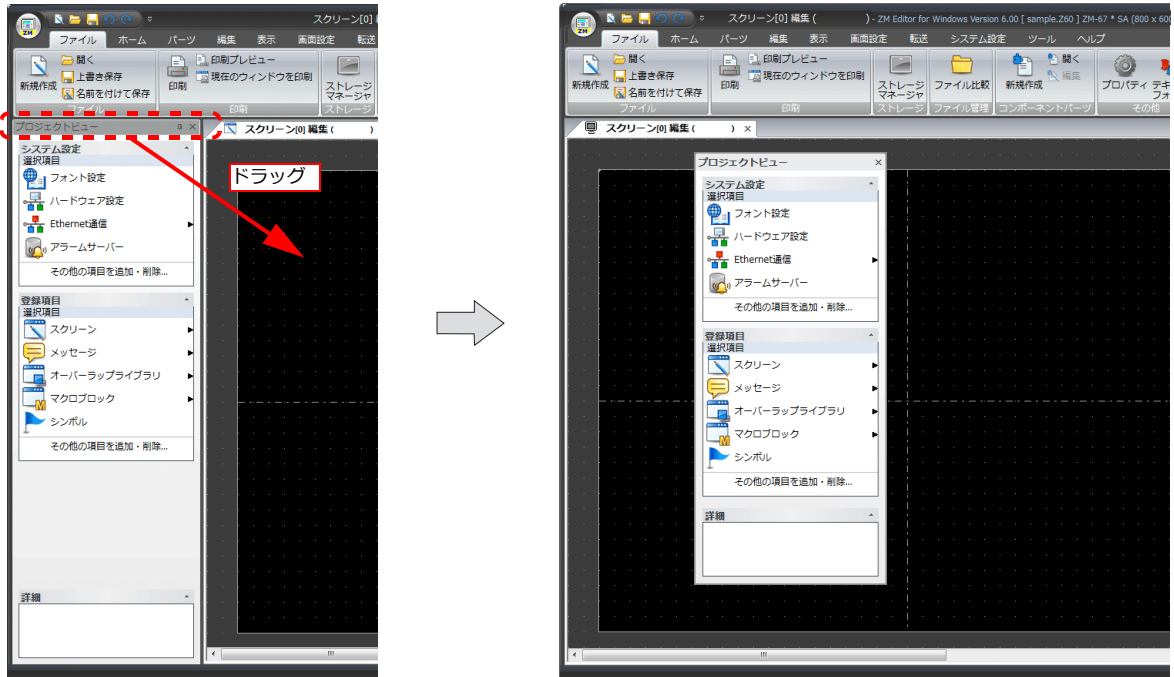 スクリーン[0]
ファイル ホーム パーツ 編集 表示 画面設定 転送
新規作成
開く
上書き保存
名前を付けて保存
印刷
印刷プレビュー
現在のウィンドウを印刷
ストレージ
マネージャ
ファイル 印刷 ストレージ
プロジェクトビュー
スクリーン[0] 編集 ( )
システム設定
選択項目
フォント設定
ハードウェア設定
Ethernet通信
アラームサーバー
その他の項目を追加・削除...
登録項目
選択項目
スクリーン
メッセージ
オーバーラップライブラリ
マクロブロック
シンボル
その他の項目を追加・削除...
詳細
ドラッグ
スクリーン[0] 編集 ( ) - ZM Editor for Windows Version 6.00 [ sample.Z60 ] ZM-67 * SA (800 x 600
ファイル ホーム パーツ 編集 表示 画面設定 転送 システム設定 ツール ヘルプ
新規作成
開く
上書き保存
名前を付けて保存
印刷
印刷プレビュー
現在のウィンドウを印刷
ストレージ
マネージャ
ファイル比較
新規作成
開く
編集
プロパティ
テキ
フォ
ファイル 印刷 ストレージ ファイル管理 コンポーネントパーツ その他
スクリーン[0] 編集 ( ) ×
プロジェクトビュー ×
システム設定
選択項目
フォント設定
ハードウェア設定
Ethernet通信
アラームサーバー
その他の項目を追加・削除...
登録項目
選択項目
スクリーン
メッセージ
オーバーラップライブラリ
マクロブロック
シンボル
その他の項目を追加・削除...
詳細